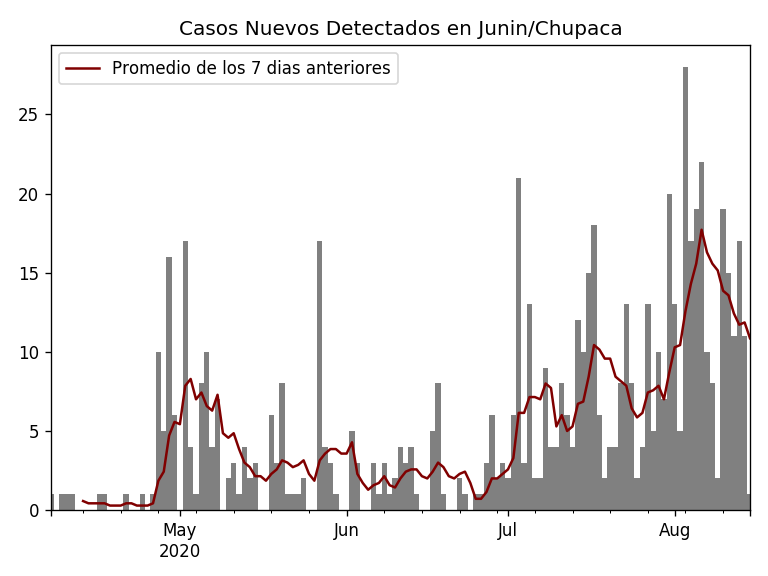 Casos Nuevos Detectados en Junin/Chupaca
Promedio de los 7 dias anteriores
25
20
15
10
5
0
May
2020
Jun
Jul
Aug